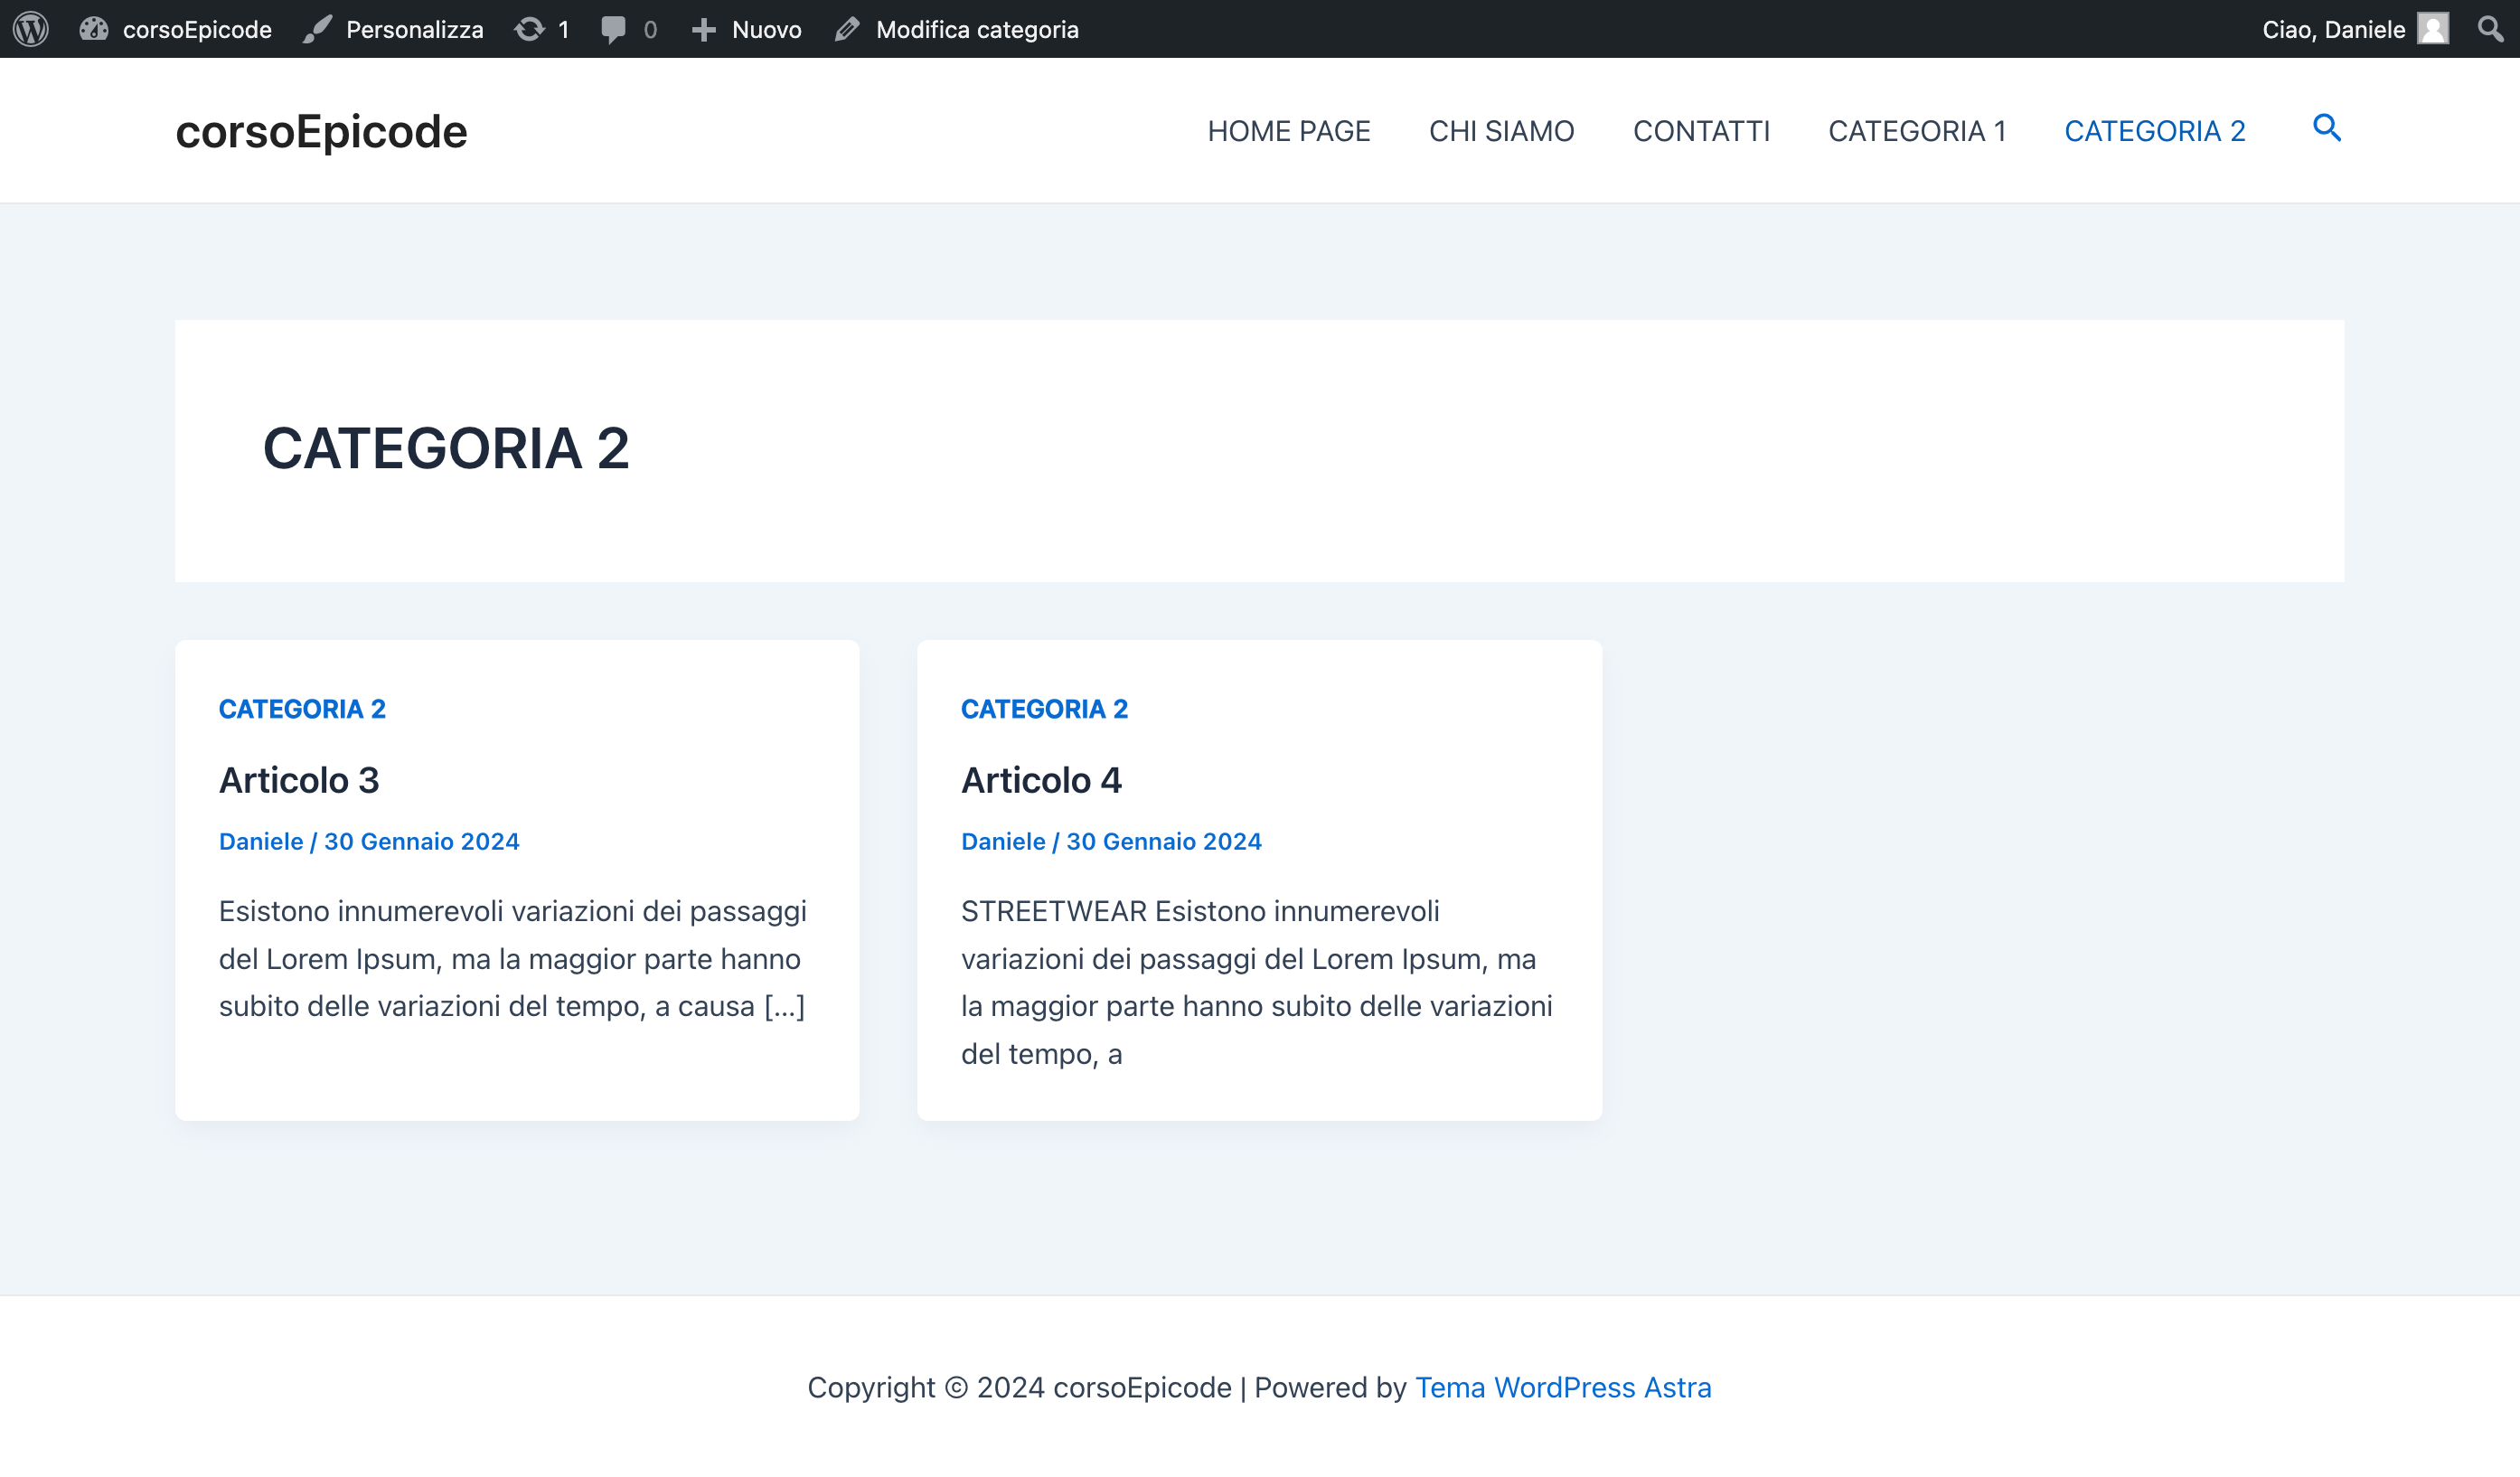 corsoEpicode Personalizza 1 0 Nuovo Modifica categoria Ciao, Daniele
corsoEpicode HOME PAGE CHI SIAMO CONTATTI CATEGORIA 1 CATEGORIA 2
CATEGORIA 2
CATEGORIA 2
Articolo 3
Daniele / 30 Gennaio 2024
Esistono innumerevoli variazioni dei passaggi
del Lorem Ipsum, ma la maggior parte hanno
subito delle variazioni del tempo, a causa […]
CATEGORIA 2
Articolo 4
Daniele / 30 Gennaio 2024
STREETWEAR Esistono innumerevoli
variazioni dei passaggi del Lorem Ipsum, ma
la maggior parte hanno subito delle variazioni
del tempo, a
Copyright © 2024 corsoEpicode | Powered by Tema WordPress Astra